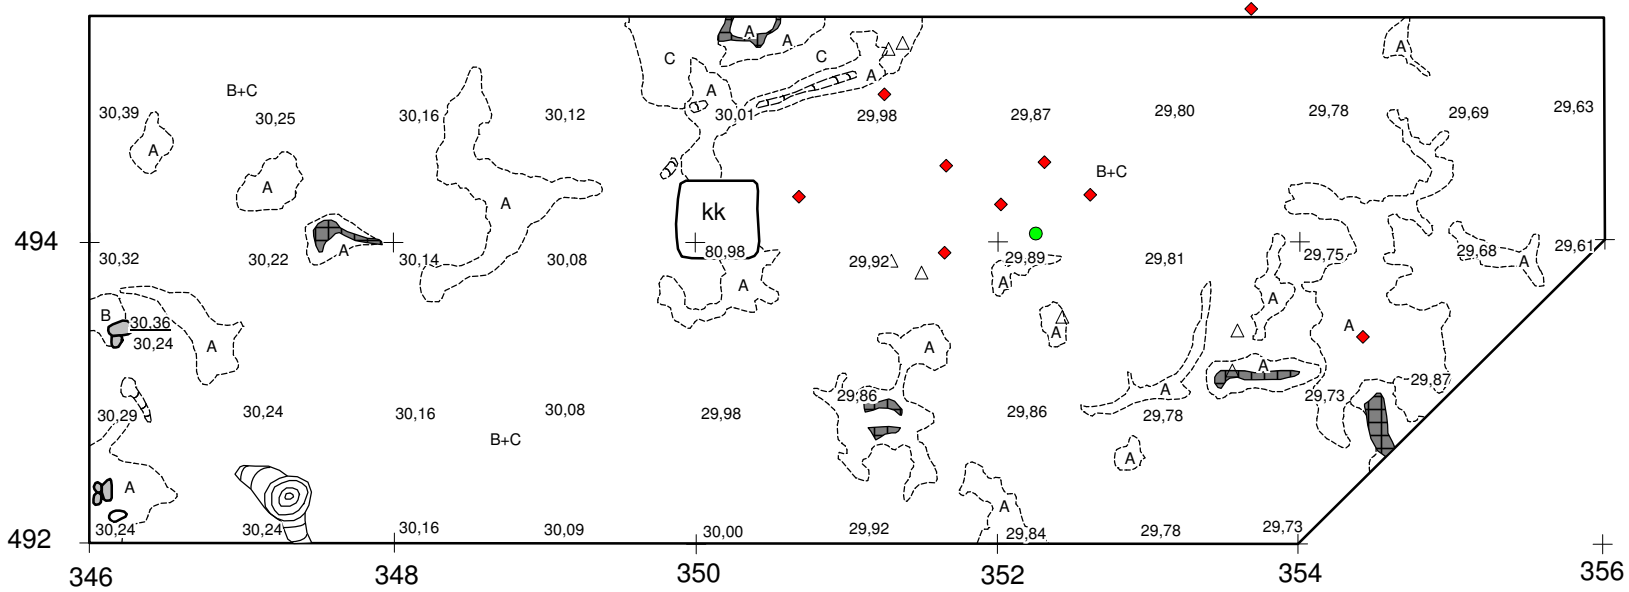 A A A
C C A A
B+C A
30,39 30,25 30,16 30,12 30,01 29,98 29,87 29,80 29,78 29,69 29,63
A
B+C
A A kk
494 A
30,32 30,22 30,14 30,08 80,98 29,92 29,89 29,81 29,75 29,68 29,61
A
A A A
B 30.36 A A
30,24 A A
A
29,87
30,29 30,24 30,16 30,08 29,98 29,86 29,86 A 29,78 29,73
B+C
A
A A
30,24 30,24 30,16 30,09 30,00 29,92 29,84 29,78 29,73
492
346 348 350 352 354 356